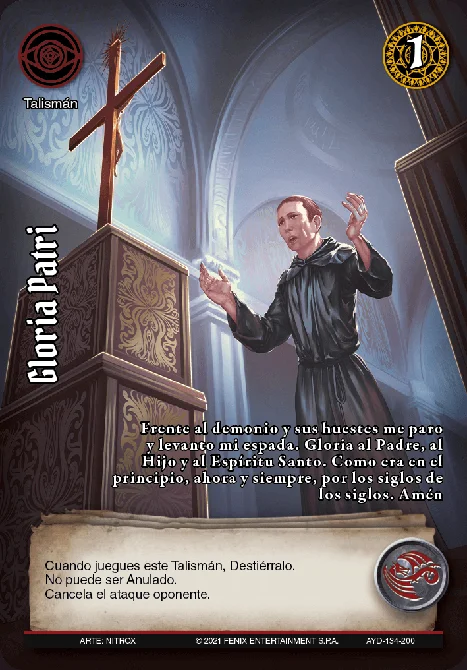 1
Talismán
Gloria Patri
Frente al demonio y sus huestes me paro
y levanto mi espada. Gloria al Padre, al
Hijo y al Espíritu Santo. Como era en el
principio, ahora y siempre, por los siglos de
los siglos. Amén
Cuando juegues este Talismán, Destiérralo.
No puede ser Anulado.
Cancela el ataque oponente.
ARTE: NITROX © 2021 FENIX ENTERTAINMENT S.P.A. AYD-134-200